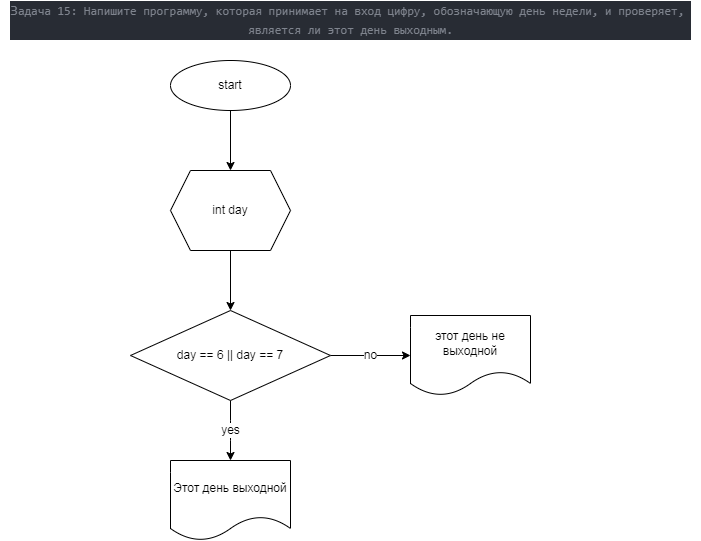 Задача 15: Напишите программу, которая принимает на вход цифру, обозначающую день недели, и проверяет,
является ли этот день выходным.
start
int day
day == 6 || day == 7
no
этот день не
выходной
yes
Этот день выходной